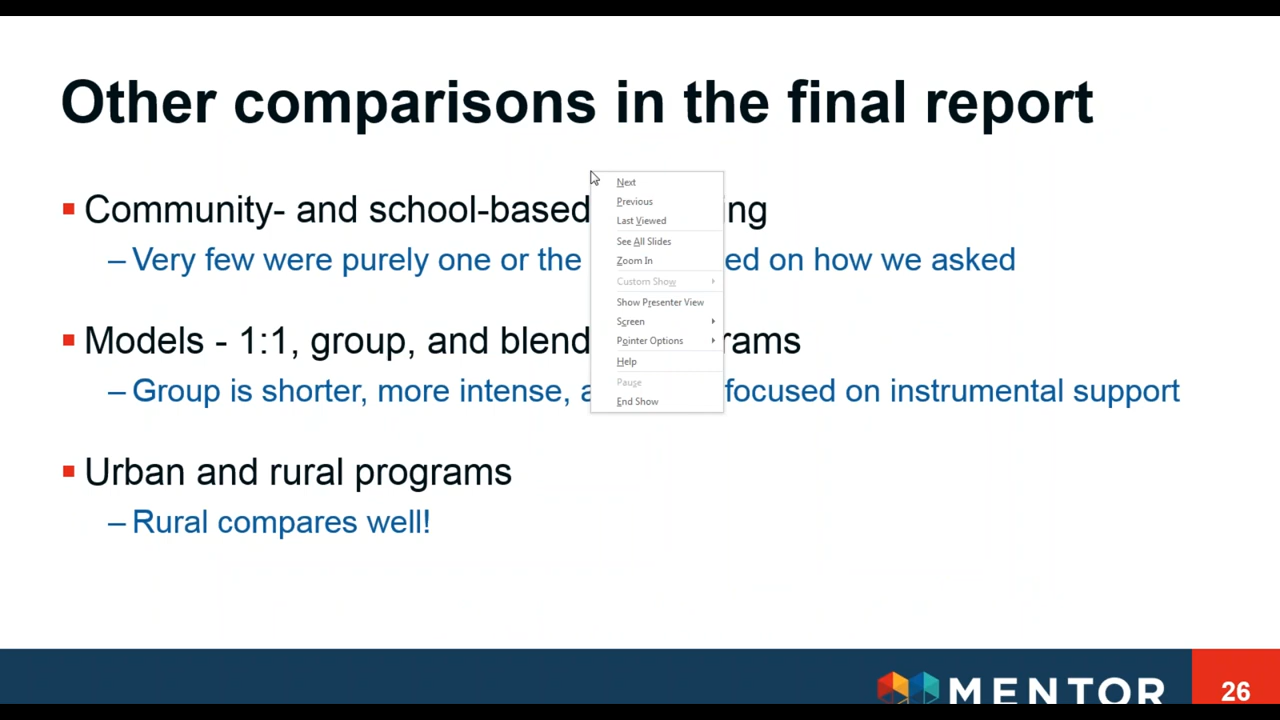 Other comparisons in the final report
Community- and school-based ing
– Very few were purely one or the ed on how we asked
Models - 1:1, group, and blend rams
– Group is shorter, more intense, a focused on instrumental support
Urban and rural programs
– Rural compares well!
Next
Previous
Last Viewed
See All Slides
Zoom In
Custom Show
Show Presenter View
Screen
Pointer Options
Help
Pause
End Show
MENTOR
26